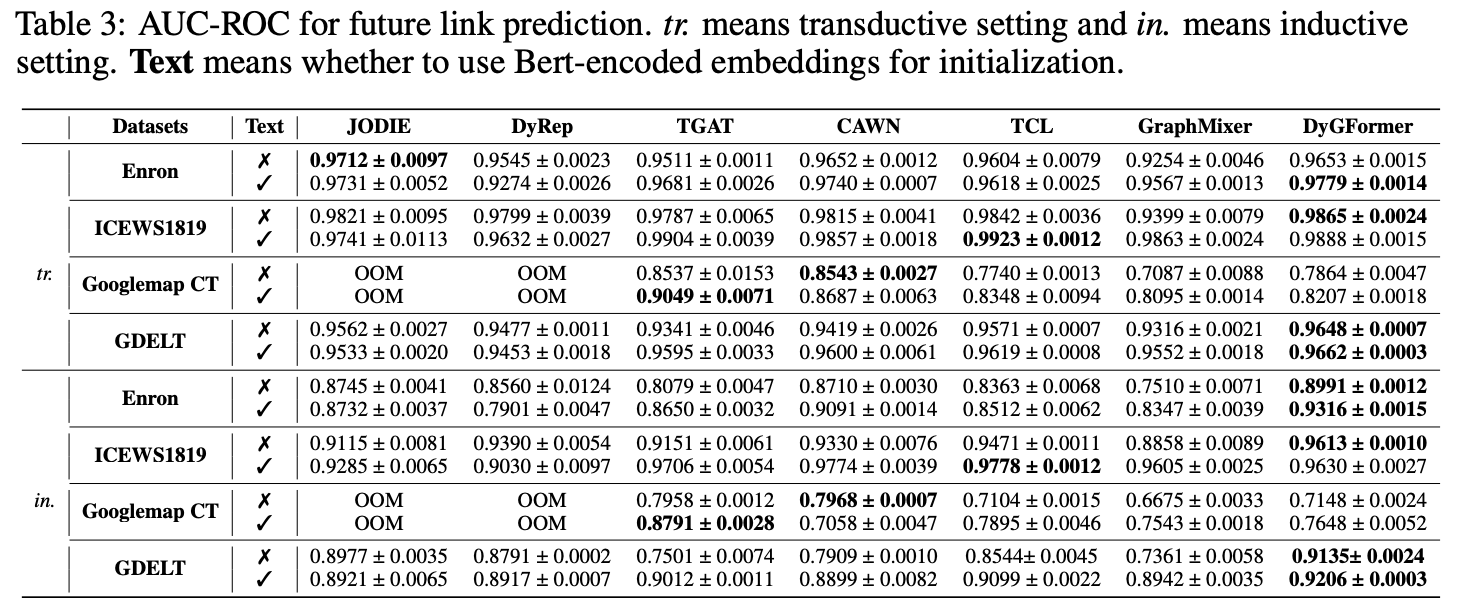 Table 3: AUC-ROC for future link prediction. tr. means transductive setting and in. means inductive
setting. Text means whether to use Bert-encoded embeddings for initialization.
Datasets Text JODIE DyRep TGAT CAWN TCL GraphMixer DyGFormer
tr.
Enron
✗ 0.9712 ± 0.0097 0.9545 ± 0.0023 0.9511 ± 0.0011 0.9652 ± 0.0012 0.9604 ± 0.0079 0.9254 ± 0.0046 0.9653 ± 0.0015
✓ 0.9731 ± 0.0052 0.9274 ± 0.0026 0.9681 ± 0.0026 0.9740 ± 0.0007 0.9618 ± 0.0025 0.9567 ± 0.0013 0.9779 ± 0.0014
ICEWS1819
✗ 0.9821 ± 0.0095 0.9799 ± 0.0039 0.9787 ± 0.0065 0.9815 ± 0.0041 0.9842 ± 0.0036 0.9399 ± 0.0079 0.9865 ± 0.0024
✓ 0.9741 ± 0.0113 0.9632 ± 0.0027 0.9904 ± 0.0039 0.9857 ± 0.0018 0.9923 ± 0.0012 0.9863 ± 0.0024 0.9888 ± 0.0015
Googlemap CT
✗ OOM OOM 0.8537 ± 0.0153 0.8543 ± 0.0027 0.7740 ± 0.0013 0.7087 ± 0.0088 0.7864 ± 0.0047
✓ OOM OOM 0.9049 ± 0.0071 0.8687 ± 0.0063 0.8348 ± 0.0094 0.8095 ± 0.0014 0.8207 ± 0.0018
GDELT
✗ 0.9562 ± 0.0027 0.9477 ± 0.0011 0.9341 ± 0.0046 0.9419 ± 0.0026 0.9571 ± 0.0007 0.9316 ± 0.0021 0.9648 ± 0.0007
✓ 0.9533 ± 0.0020 0.9453 ± 0.0018 0.9595 ± 0.0033 0.9600 ± 0.0061 0.9619 ± 0.0008 0.9552 ± 0.0018 0.9662 ± 0.0003
in.
Enron
✗ 0.8745 ± 0.0041 0.8560 ± 0.0124 0.8079 ± 0.0047 0.8710 ± 0.0030 0.8363 ± 0.0068 0.7510 ± 0.0071 0.8991 ± 0.0012
✓ 0.8732 ± 0.0037 0.7901 ± 0.0047 0.8650 ± 0.0032 0.9091 ± 0.0014 0.8512 ± 0.0062 0.8347 ± 0.0039 0.9316 ± 0.0015
ICEWS1819
✗ 0.9115 ± 0.0081 0.9390 ± 0.0054 0.9151 ± 0.0061 0.9330 ± 0.0076 0.9471 ± 0.0011 0.8858 ± 0.0089 0.9613 ± 0.0010
✓ 0.9285 ± 0.0065 0.9030 ± 0.0097 0.9706 ± 0.0054 0.9774 ± 0.0039 0.9778 ± 0.0012 0.9605 ± 0.0025 0.9630 ± 0.0027
Googlemap CT
✗ OOM OOM 0.7958 ± 0.0012 0.7968 ± 0.0007 0.7104 ± 0.0015 0.6675 ± 0.0033 0.7148 ± 0.0024
✓ OOM OOM 0.8791 ± 0.0028 0.7058 ± 0.0047 0.7895 ± 0.0046 0.7543 ± 0.0018 0.7648 ± 0.0052
GDELT
✗ 0.8977 ± 0.0035 0.8791 ± 0.0002 0.7501 ± 0.0074 0.7909 ± 0.0010 0.8544± 0.0045 0.7361 ± 0.0058 0.9135± 0.0024
✓ 0.8921 ± 0.0065 0.8917 ± 0.0007 0.9012 ± 0.0011 0.8899 ± 0.0082 0.9099 ± 0.0022 0.8942 ± 0.0035 0.9206 ± 0.0003